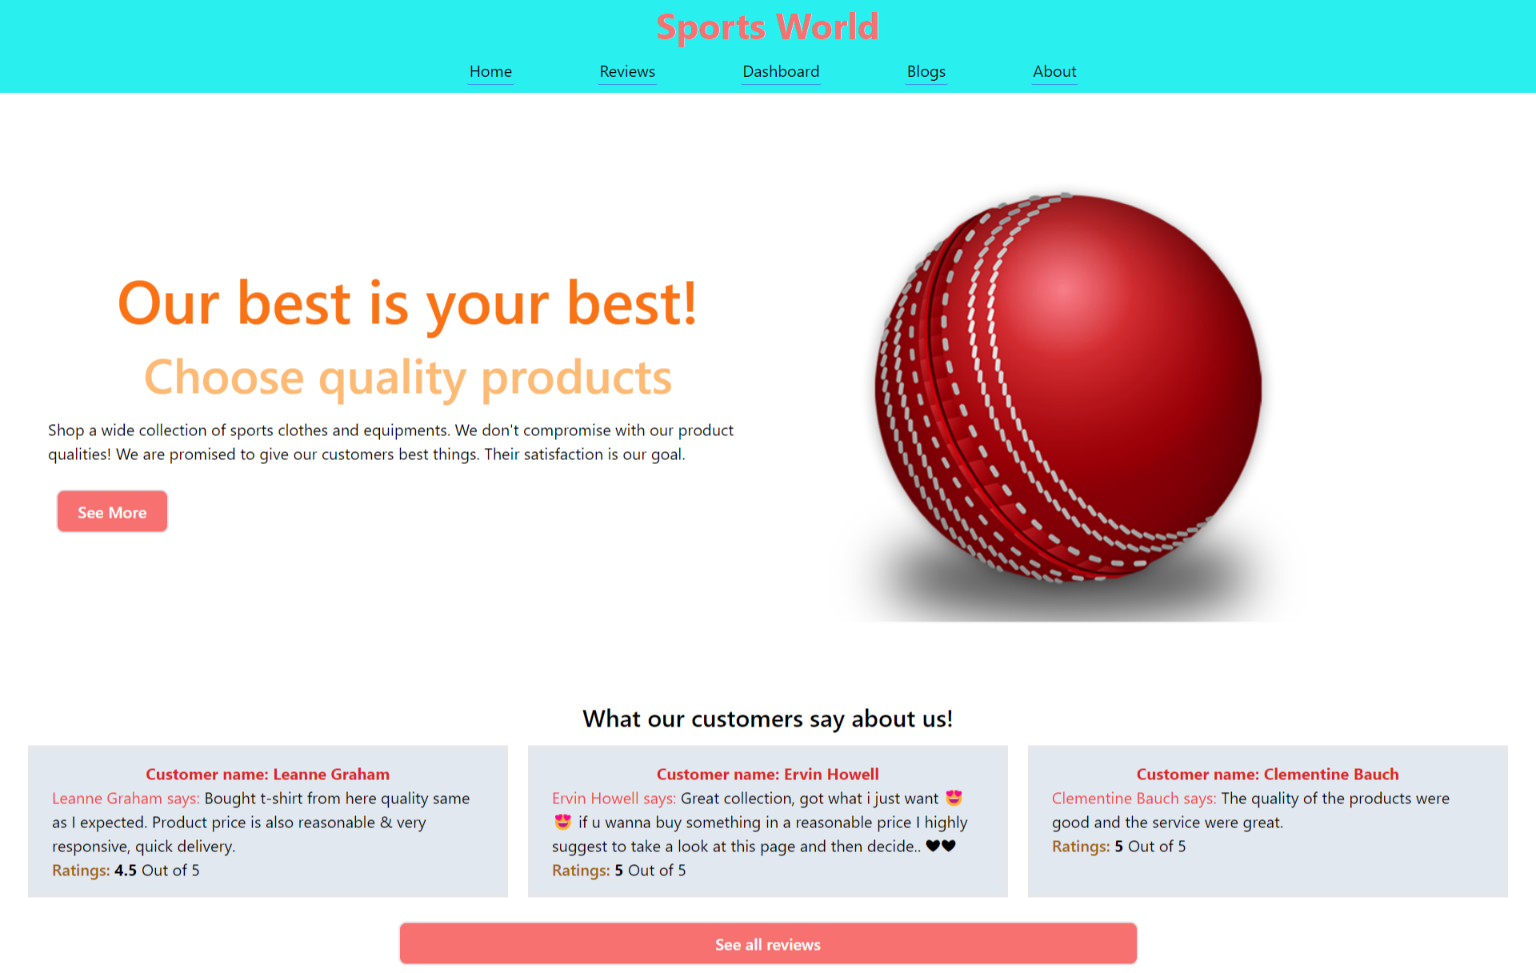 Sports World
Home Reviews Dashboard Blogs About
Our best is your best!
Choose quality products
Shop a wide collection of sports clothes and equipments. We don't compromise with our product
qualities! We are promised to give our customers best things. Their satisfaction is our goal.
See More
What our customers say about us!
Customer name: Leanne Graham
Leanne Graham says: Bought t-shirt from here quality same
as I expected. Product price is also reasonable & very
responsive, quick delivery.
Ratings: 4.5 Out of 5
Customer name: Ervin Howell
Ervin Howell says: Great collection, got what i just want 😍
😍 if u wanna buy something in a reasonable price I highly
suggest to take a look at this page and then decide.. 🖤🖤
Ratings: 5 Out of 5
Customer name: Clementine Bauch
Clementine Bauch says: The quality of the products were
good and the service were great.
Ratings: 5 Out of 5
See all reviews